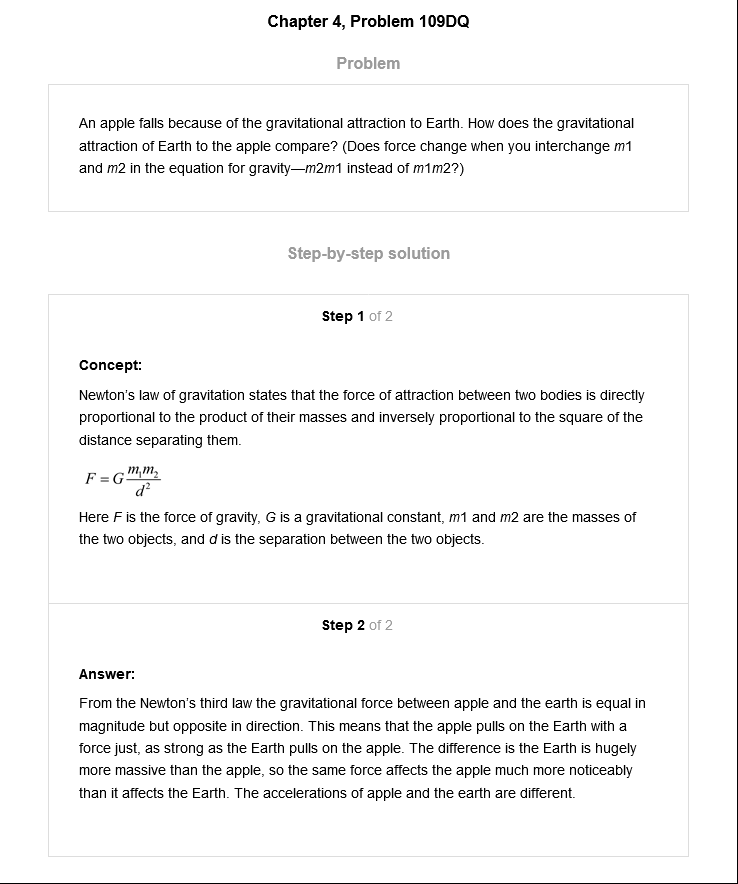 Chapter 4, Problem 109DQ
Problem
An apple falls because of the gravitational attraction to Earth. How does the gravitational
attraction of Earth to the apple compare? (Does force change when you interchange m1
and m2 in the equation for gravity—m2m1 instead of m1m2?)
Step-by-step solution
Step 1 of 2
Concept:
Newton's law of gravitation states that the force of attraction between two bodies is directly
proportional to the product of their masses and inversely proportional to the square of the
distance separating them.
F = G m₁m₂ / d²
Here F is the force of gravity, G is a gravitational constant, m1 and m2 are the masses of
the two objects, and d is the separation between the two objects.
Step 2 of 2
Answer:
From the Newton's third law the gravitational force between apple and the earth is equal in
magnitude but opposite in direction. This means that the apple pulls on the Earth with a
force just, as strong as the Earth pulls on the apple. The difference is the Earth is hugely
more massive than the apple, so the same force affects the apple much more noticeably
than it affects the Earth. The accelerations of apple and the earth are different.